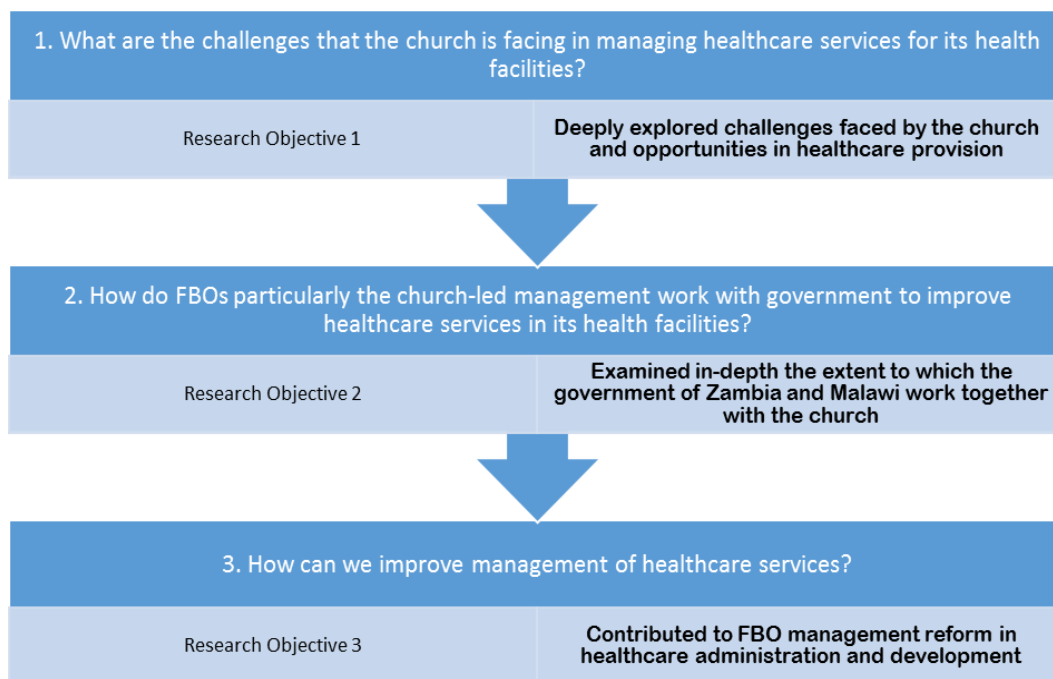 1. What are the challenges that the church is facing in managing healthcare services for its health
facilities?
Research Objective 1
Deeply explored challenges faced by the church
and opportunities in healthcare provision
2. How do FBOs particularly the church-led management work with government to improve
healthcare services in its health facilities?
Research Objective 2
Examined in-depth the extent to which the
government of Zambia and Malawi work together
with the church
3. How can we improve management of healthcare services?
Research Objective 3
Contributed to FBO management reform in
healthcare administration and development